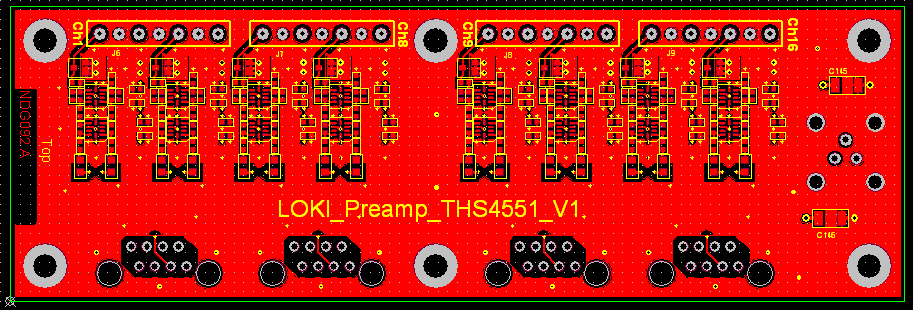 Ch1
Ch8
Ch9
Ch16
J6
J7
J8
J9
C145
Top
LOKI_Preamp_THS4551_V1
C146